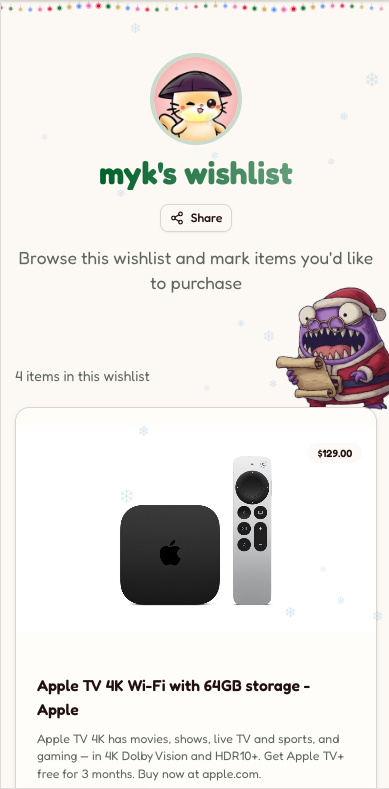 myk's wishlist
Share
Browse this wishlist and mark items you'd like
to purchase
4 items in this wishlist
$129.00
Apple TV 4K Wi-Fi with 64GB storage -
Apple
Apple TV 4K has movies, shows, live TV and sports, and
gaming — in 4K Dolby Vision and HDR10+. Get Apple TV+
free for 3 months. Buy now at apple.com.